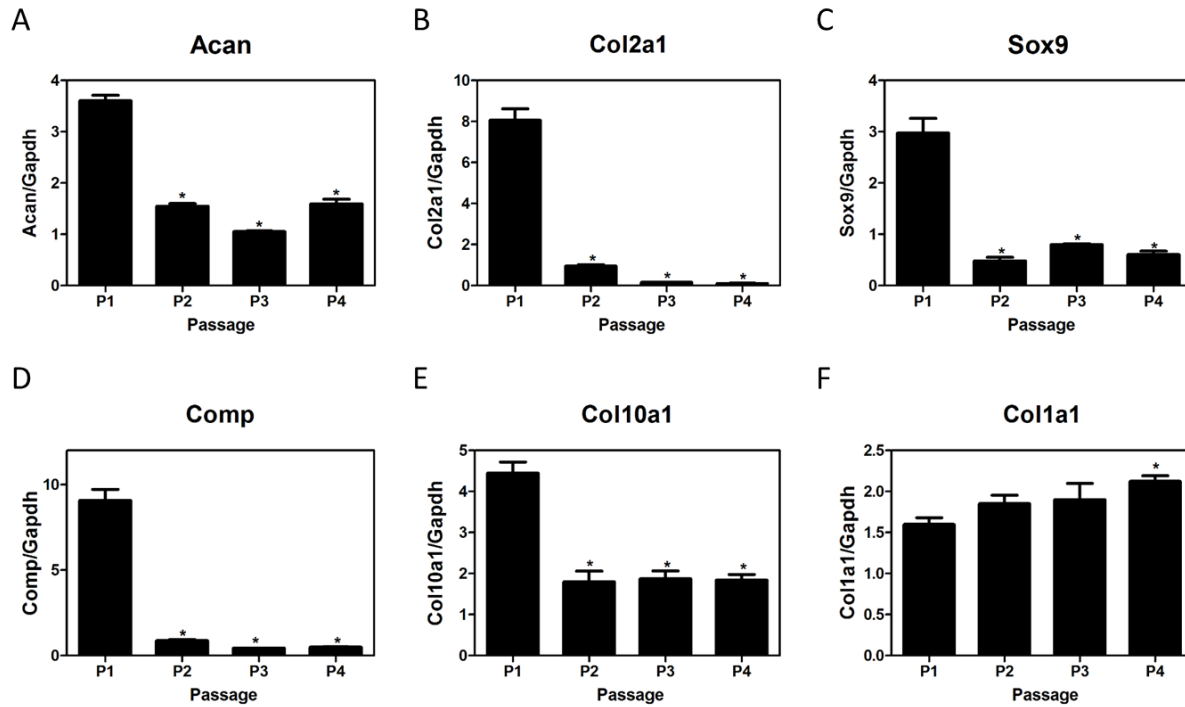 A
Acan
Acan/Gapdh
4
3
2
1
0
* * *
P1 P2 P3 P4
Passage
B
Col2a1
Col2a1/Gapdh
10
8
6
4
2
0
* * *
P1 P2 P3 P4
Passage
C
Sox9
Sox9/Gapdh
4
3
2
1
0
* * *
P1 P2 P3 P4
Passage
D
Comp
Comp/Gapdh
10
5
0
* * *
P1 P2 P3 P4
Passage
E
Col10a1
Col10a1/Gapdh
5
4
3
2
1
0
* * *
P1 P2 P3 P4
Passage
F
Col1a1
Col1a1/Gapdh
2.5
2.0
1.5
1.0
0.5
0.0
*
P1 P2 P3 P4
Passage